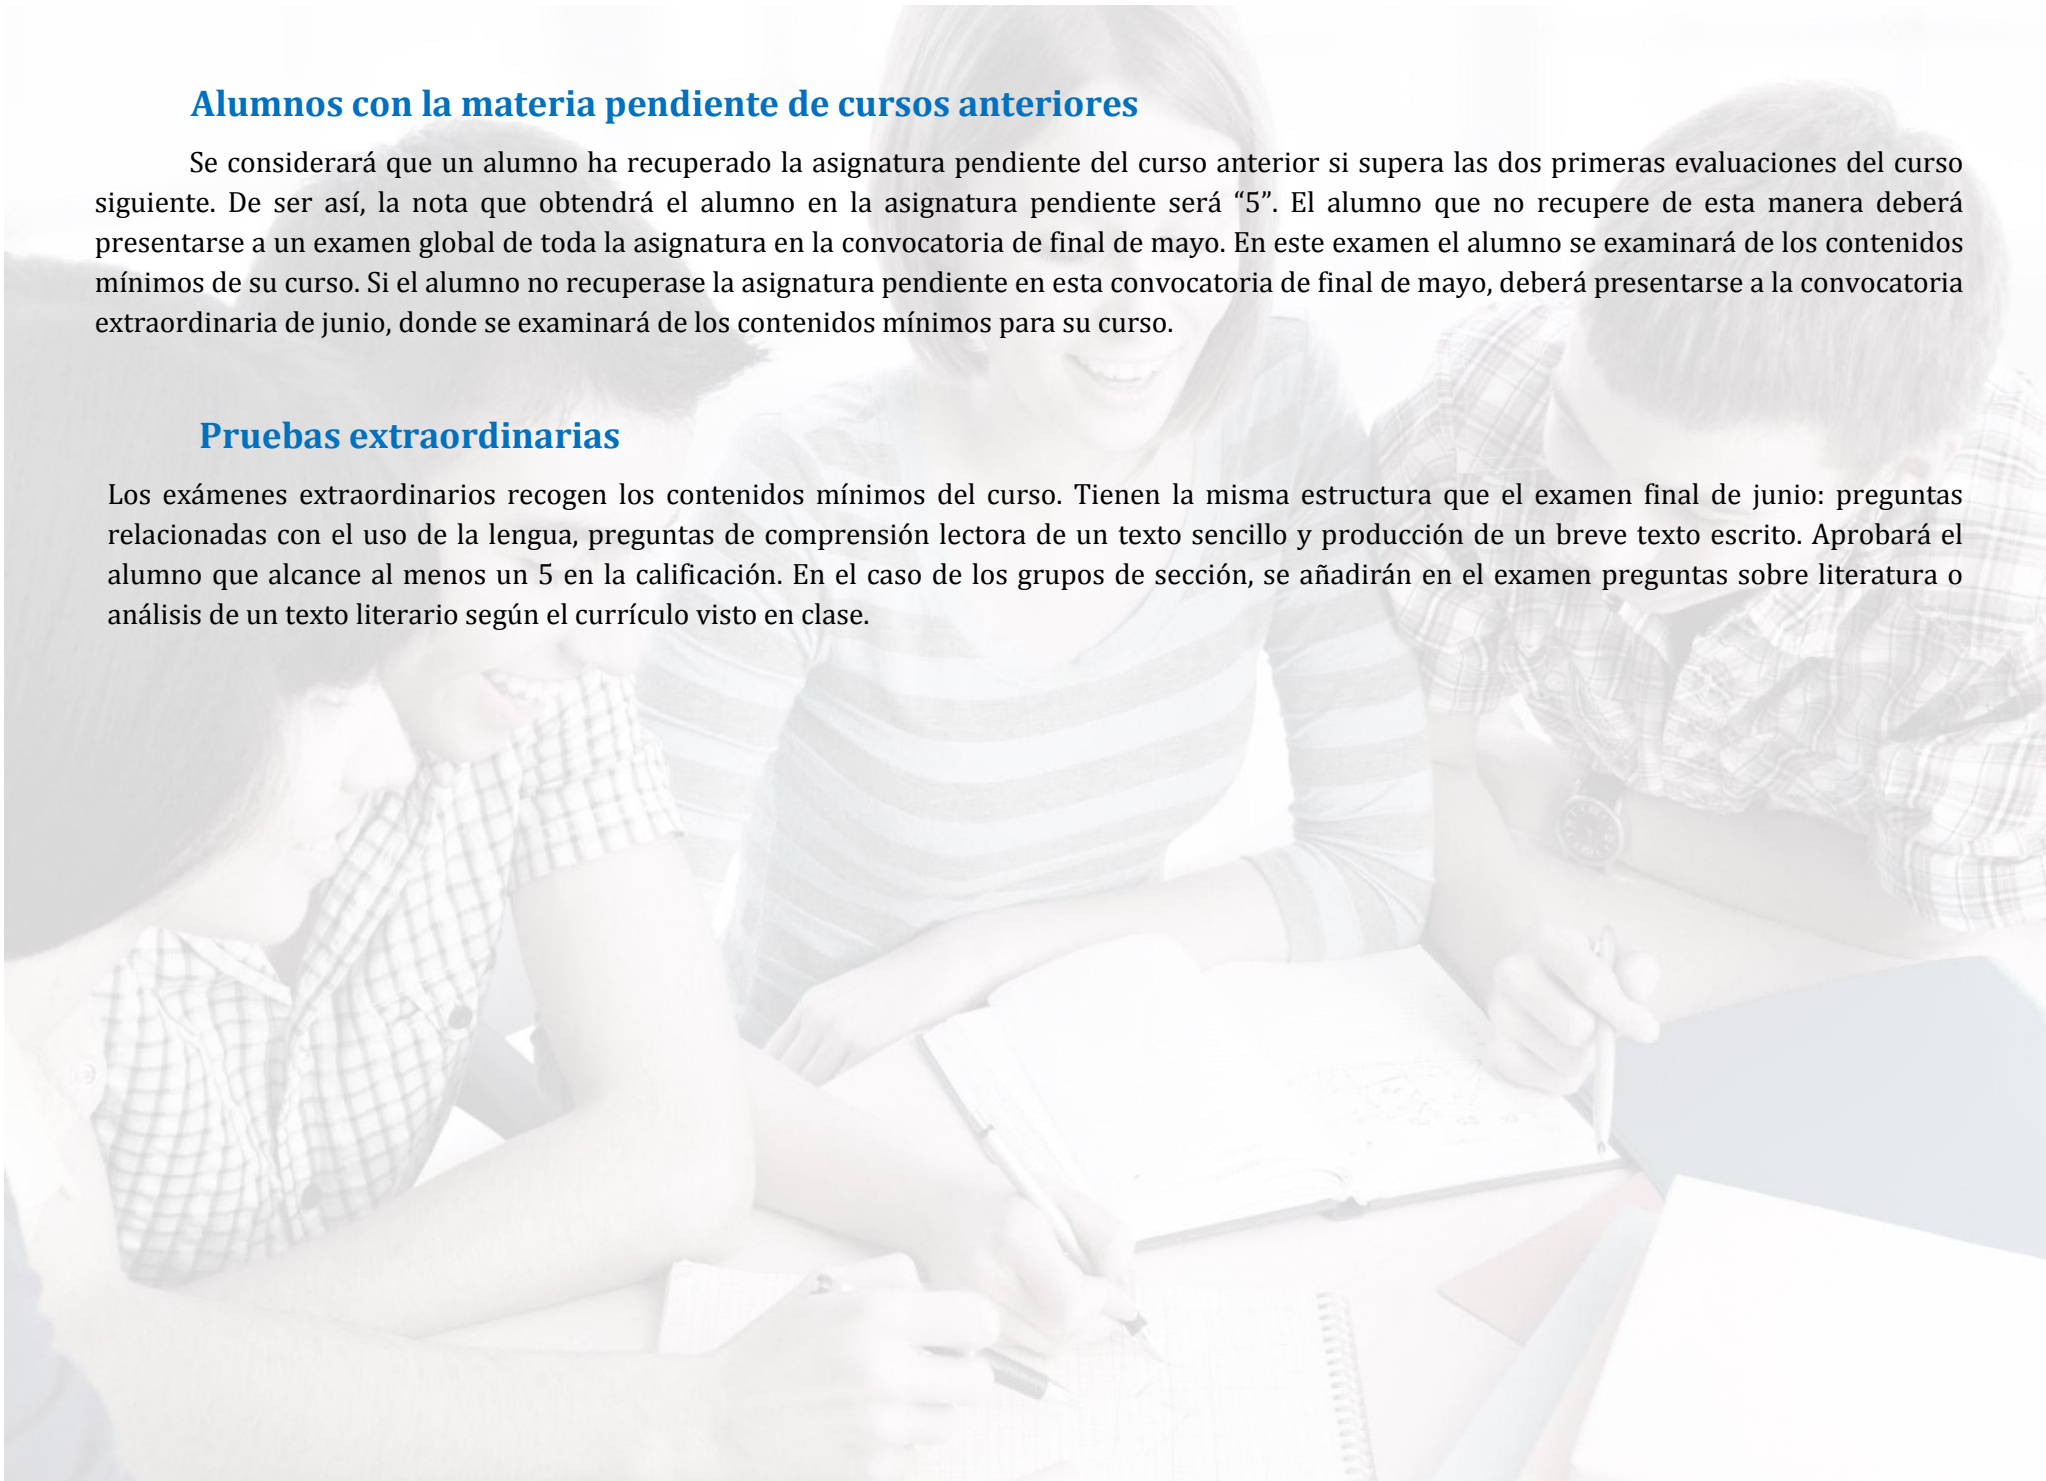 Alumnos con la materia pendiente de cursos anteriores
Se considerará que un alumno ha recuperado la asignatura pendiente del curso anterior si supera las dos primeras evaluaciones del curso
siguiente. De ser así, la nota que obtendrá el alumno en la asignatura pendiente será “5”. El alumno que no recupere de esta manera deberá
presentarse a un examen global de toda la asignatura en la convocatoria de final de mayo. En este examen el alumno se examinará de los contenidos
mínimos de su curso. Si el alumno no recuperase la asignatura pendiente en esta convocatoria de final de mayo, deberá presentarse a la convocatoria
extraordinaria de junio, donde se examinará de los contenidos mínimos para su curso.
Pruebas extraordinarias
Los exámenes extraordinarios recogen los contenidos mínimos del curso. Tienen la misma estructura que el examen final de junio: preguntas
relacionadas con el uso de la lengua, preguntas de comprensión lectora de un texto sencillo y producción de un breve texto escrito. Aprobará el
alumno que alcance al menos un 5 en la calificación. En el caso de los grupos de sección, se añadirán en el examen preguntas sobre literatura o
análisis de un texto literario según el currículo visto en clase.